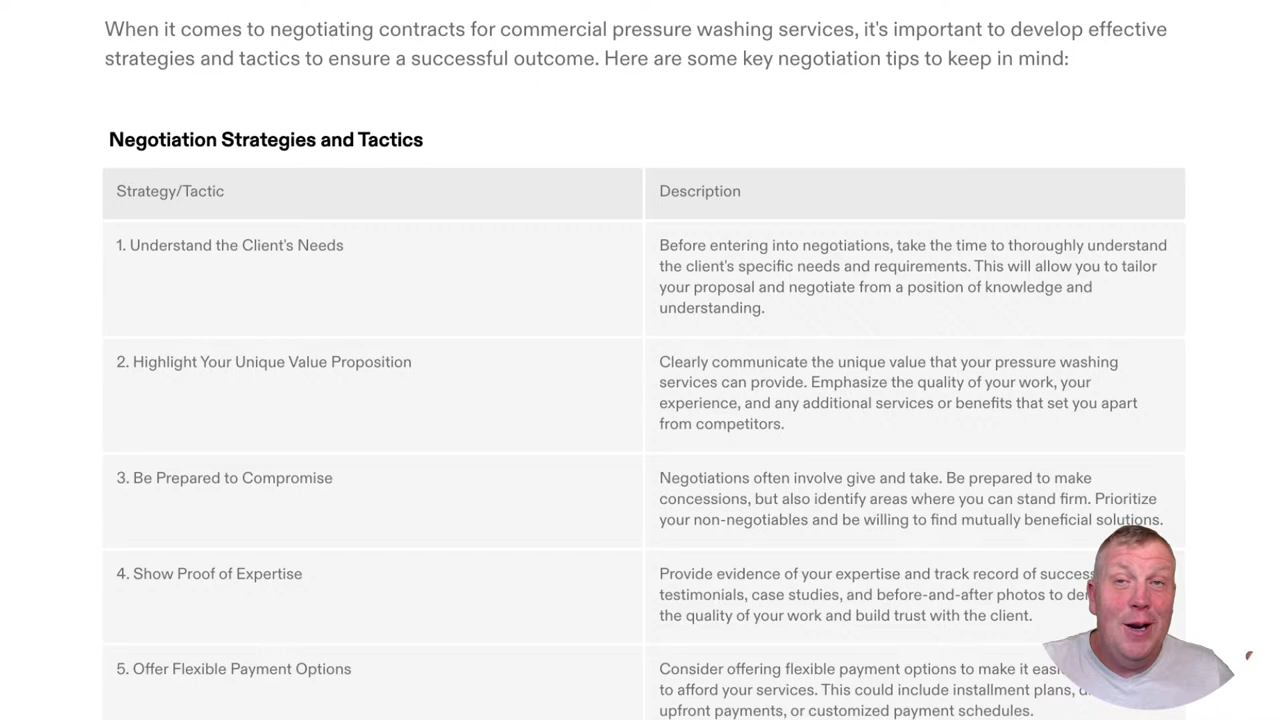 When it comes to negotiating contracts for commercial pressure washing services, it's important to develop effective
strategies and tactics to ensure a successful outcome. Here are some key negotiation tips to keep in mind:
Negotiation Strategies and Tactics
Strategy/Tactic
Description
1. Understand the Client's Needs
Before entering into negotiations, take the time to thoroughly understand
the client's specific needs and requirements. This will allow you to tailor
your proposal and negotiate from a position of knowledge and
understanding.
2. Highlight Your Unique Value Proposition
Clearly communicate the unique value that your pressure washing
services can provide. Emphasize the quality of your work, your
experience, and any additional services or benefits that set you apart
from competitors.
3. Be Prepared to Compromise
Negotiations often involve give and take. Be prepared to make
concessions, but also identify areas where you can stand firm. Prioritize
your non-negotiables and be willing to find mutually beneficial solutions.
4. Show Proof of Expertise
Provide evidence of your expertise and track record of
testimonials, case studies, and before-and-after photos to
the quality of your work and build trust with the client.
5. Offer Flexible Payment Options
Consider offering flexible payment options to make it
to afford your services. This could include installment plans,
upfront payments, or customized payment schedules.